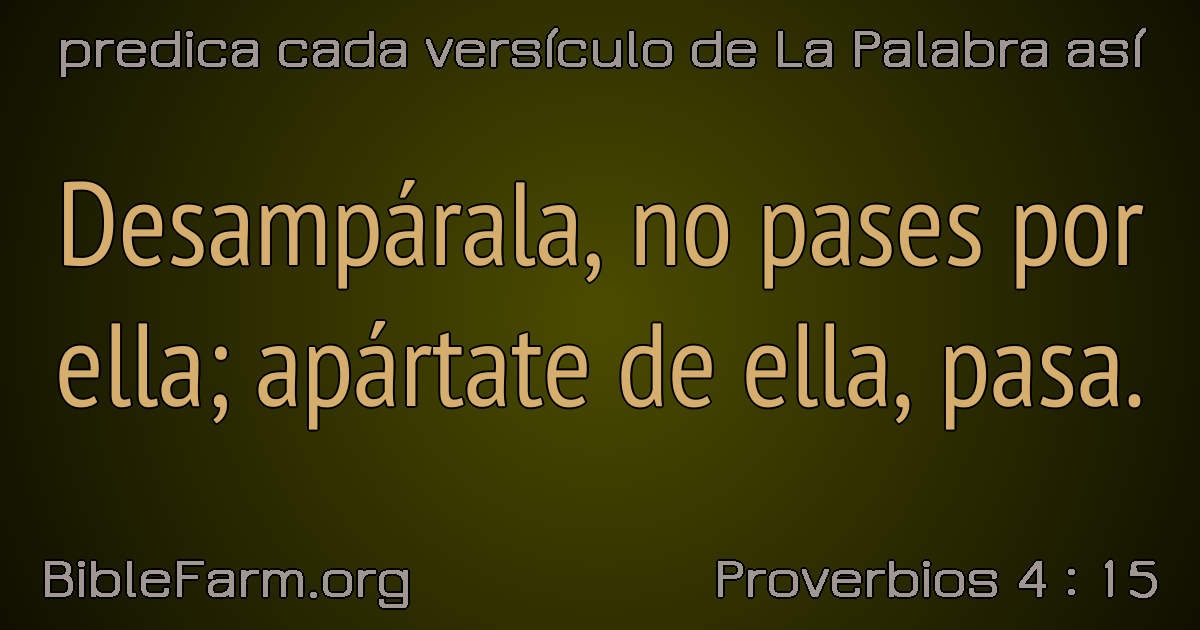 predica cada versículo de La Palabra así
Desampárala, no pases por
ella; apártate de ella, pasa.
BibleFarm.org
Proverbios 4 : 15